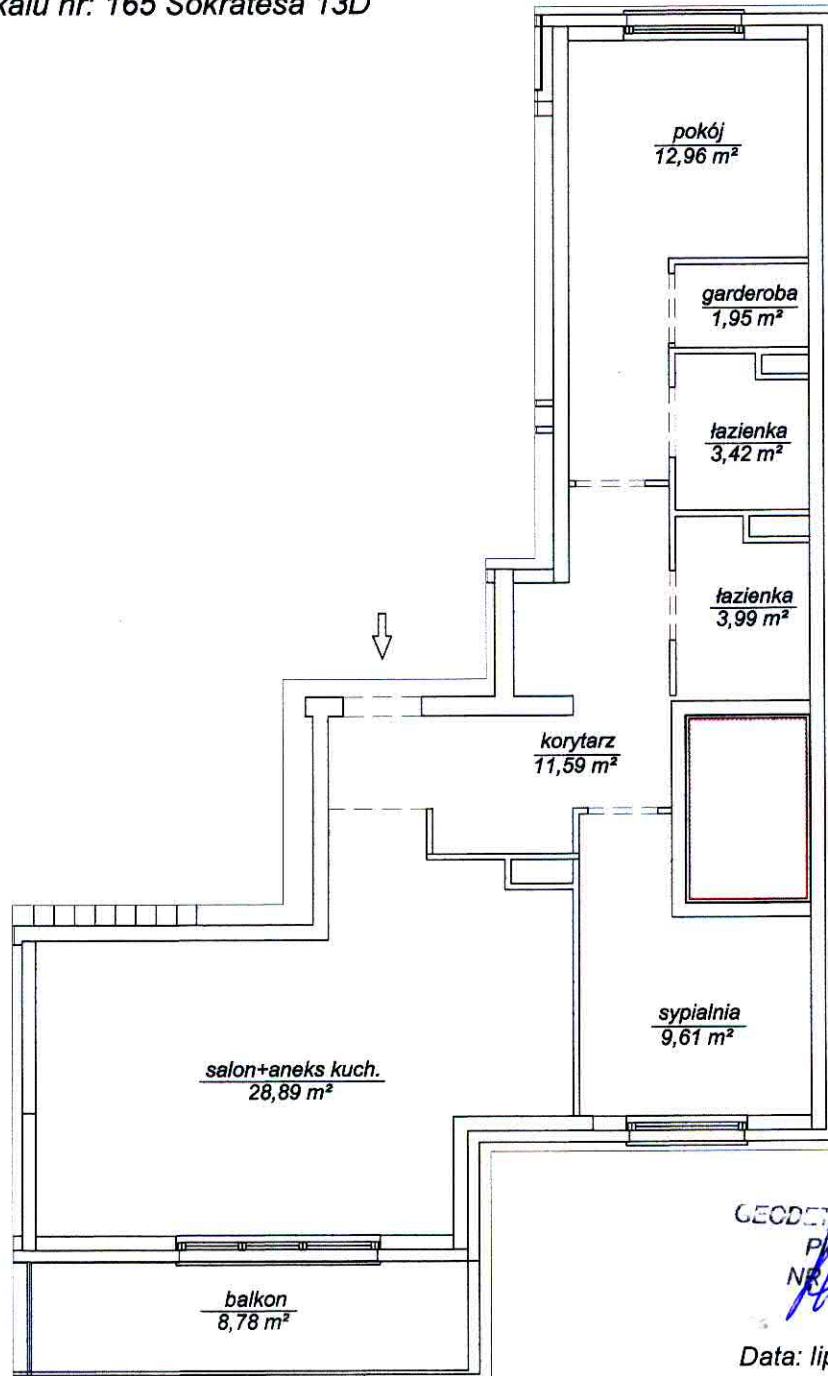 nr: 165 Sokratesa 13D
pokój
12,96 m²
garderoba
1,95 m²
łazienka
3,42 m²
łazienka
3,99 m²
korytarz
11,59 m²
sypialnia
9,61 m²
salon+aneks kuch.
28,89 m²
balkon
8,78 m²
NR
Data: